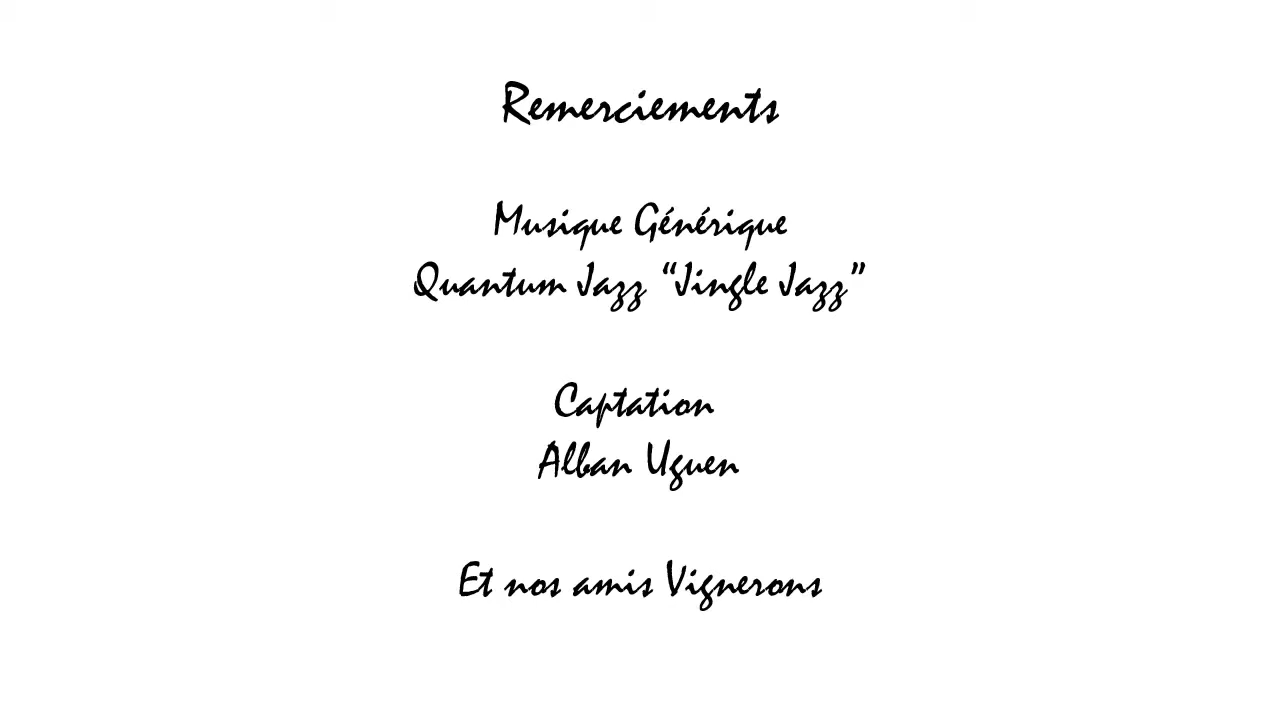 Remerciements
Musique Générique
Quantum Jazz “Jingle Jazz”
Captation
Alban Uguen
Et nos amis Vignerons